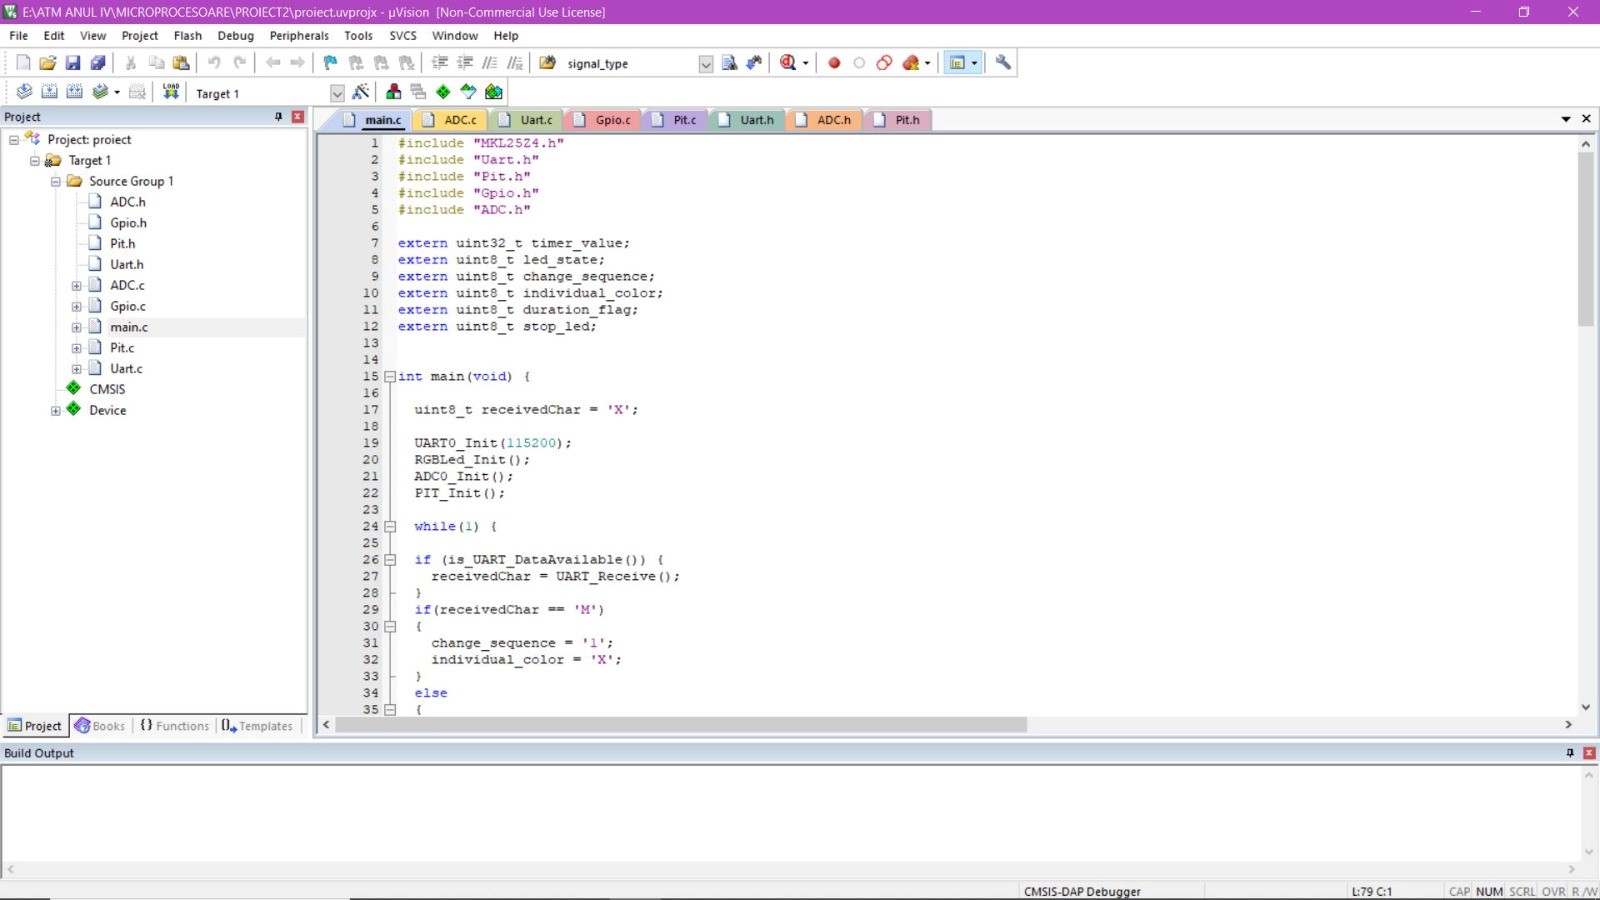 E:\ATM ANUL IV\MICROPROCESOARE\PROIECT2\proiect.uvprojx - µVision [Non-Commercial Use License]
File Edit View Project Flash Debug Peripherals Tools SVCS Window Help
signal_type
LOAD Target 1
Project
main.c ADC.c Uart.c Gpio.c Pit.c Uart.h ADC.h Pit.h
Project: proiect
Target 1
Source Group 1
ADC.h
Gpio.h
Pit.h
Uart.h
ADC.c
Gpio.c
main.c
Pit.c
Uart.c
CMSIS
Device
1 #include "MKL25Z4.h"
2 #include "Uart.h"
3 #include "Pit.h"
4 #include "Gpio.h"
5 #include "ADC.h"
6
7 extern uint32_t timer_value;
8 extern uint8_t led_state;
9 extern uint8_t change_sequence;
10 extern uint8_t individual_color;
11 extern uint8_t duration_flag;
12 extern uint8_t stop_led;
13
14
15 int main(void) {
16
17 uint8_t receivedChar = 'X';
18
19 UART0_Init(115200);
20 RGBLed_Init();
21 ADC0_Init();
22 PIT_Init();
23
24 while(1) {
25
26 if (is_UART_DataAvailable()) {
27 receivedChar = UART_Receive();
28 }
29 if(receivedChar == 'M')
30 {
31 change_sequence = '1';
32 individual_color = 'X';
33 }
34 else
35 {
Project Books {} Functions Templates
Build Output
CMSIS-DAP Debugger L:79 C:1 CAP NUM SCRL OVR R/W